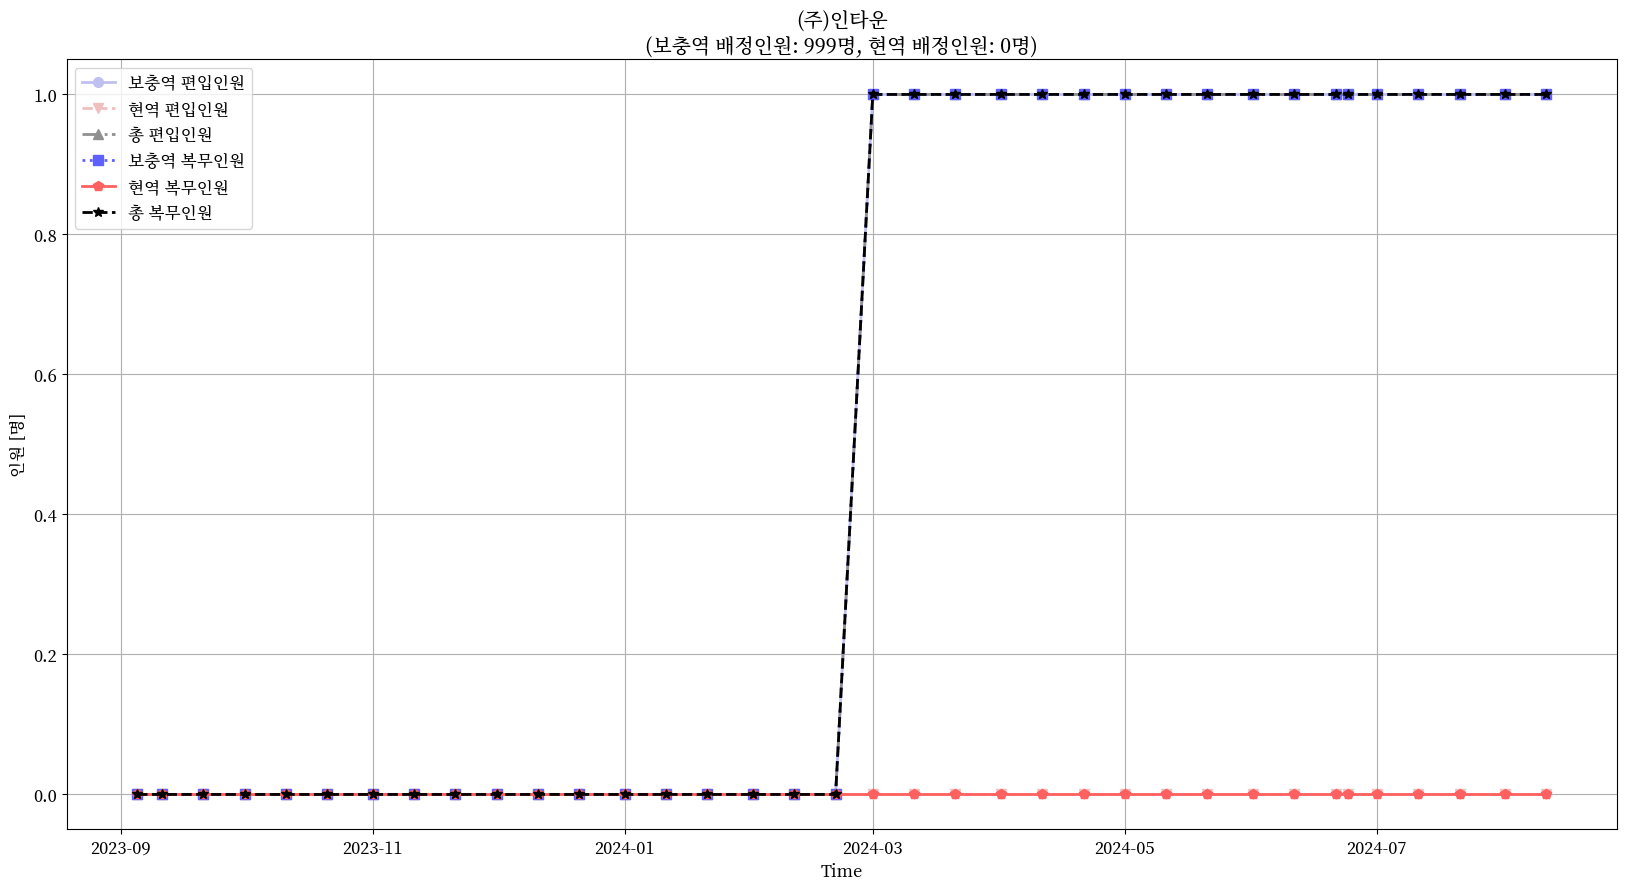 (주)인타운
(보충역 배정인원: 999명, 현역 배정인원: 0명)
보충역 편입인원
현역 편입인원
총 편입인원
보충역 복무인원
현역 복무인원
총 복무인원
인원 [명]
1.0
0.8
0.6
0.4
0.2
0.0
2023-09
2023-11
2024-01
2024-03
2024-05
2024-07
Time